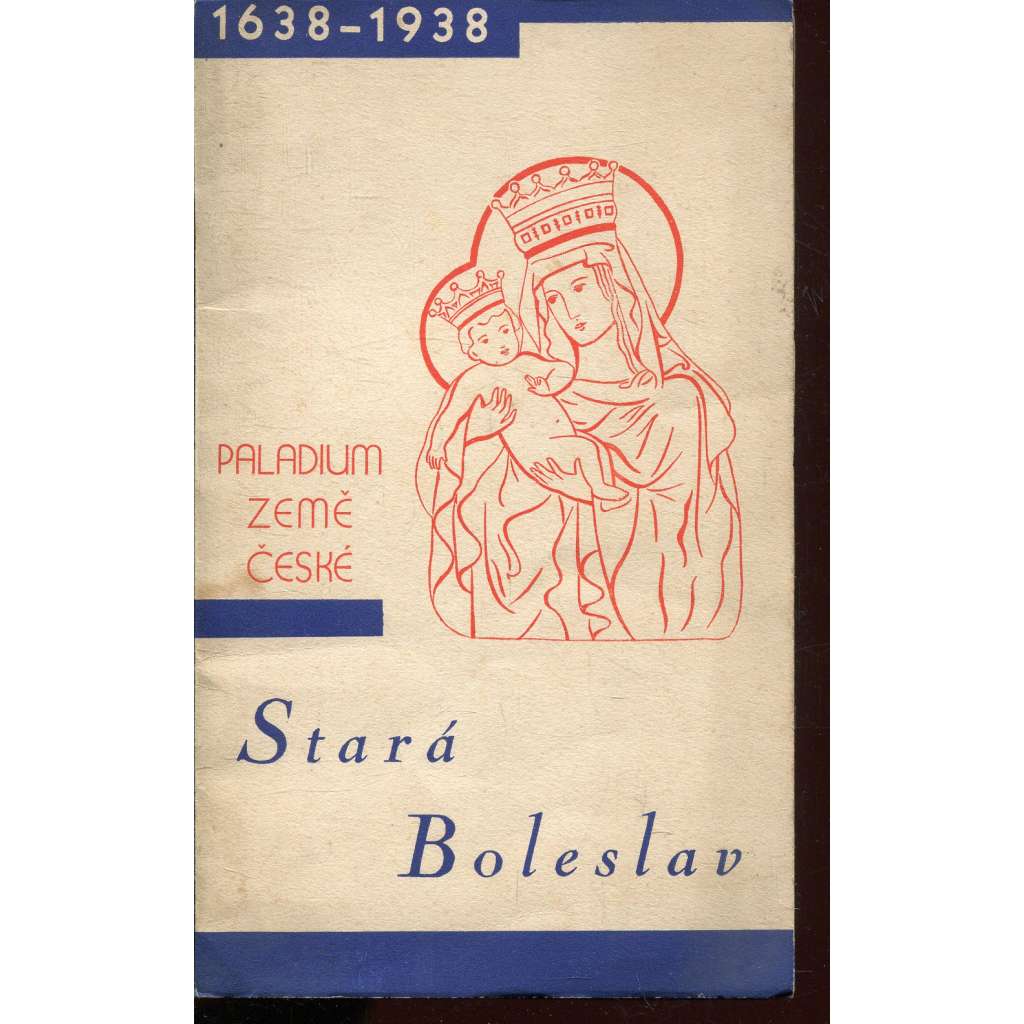 1638-1938
PALADIUM
ZEMĚ
ČESKÉ
Stará
Boleslav